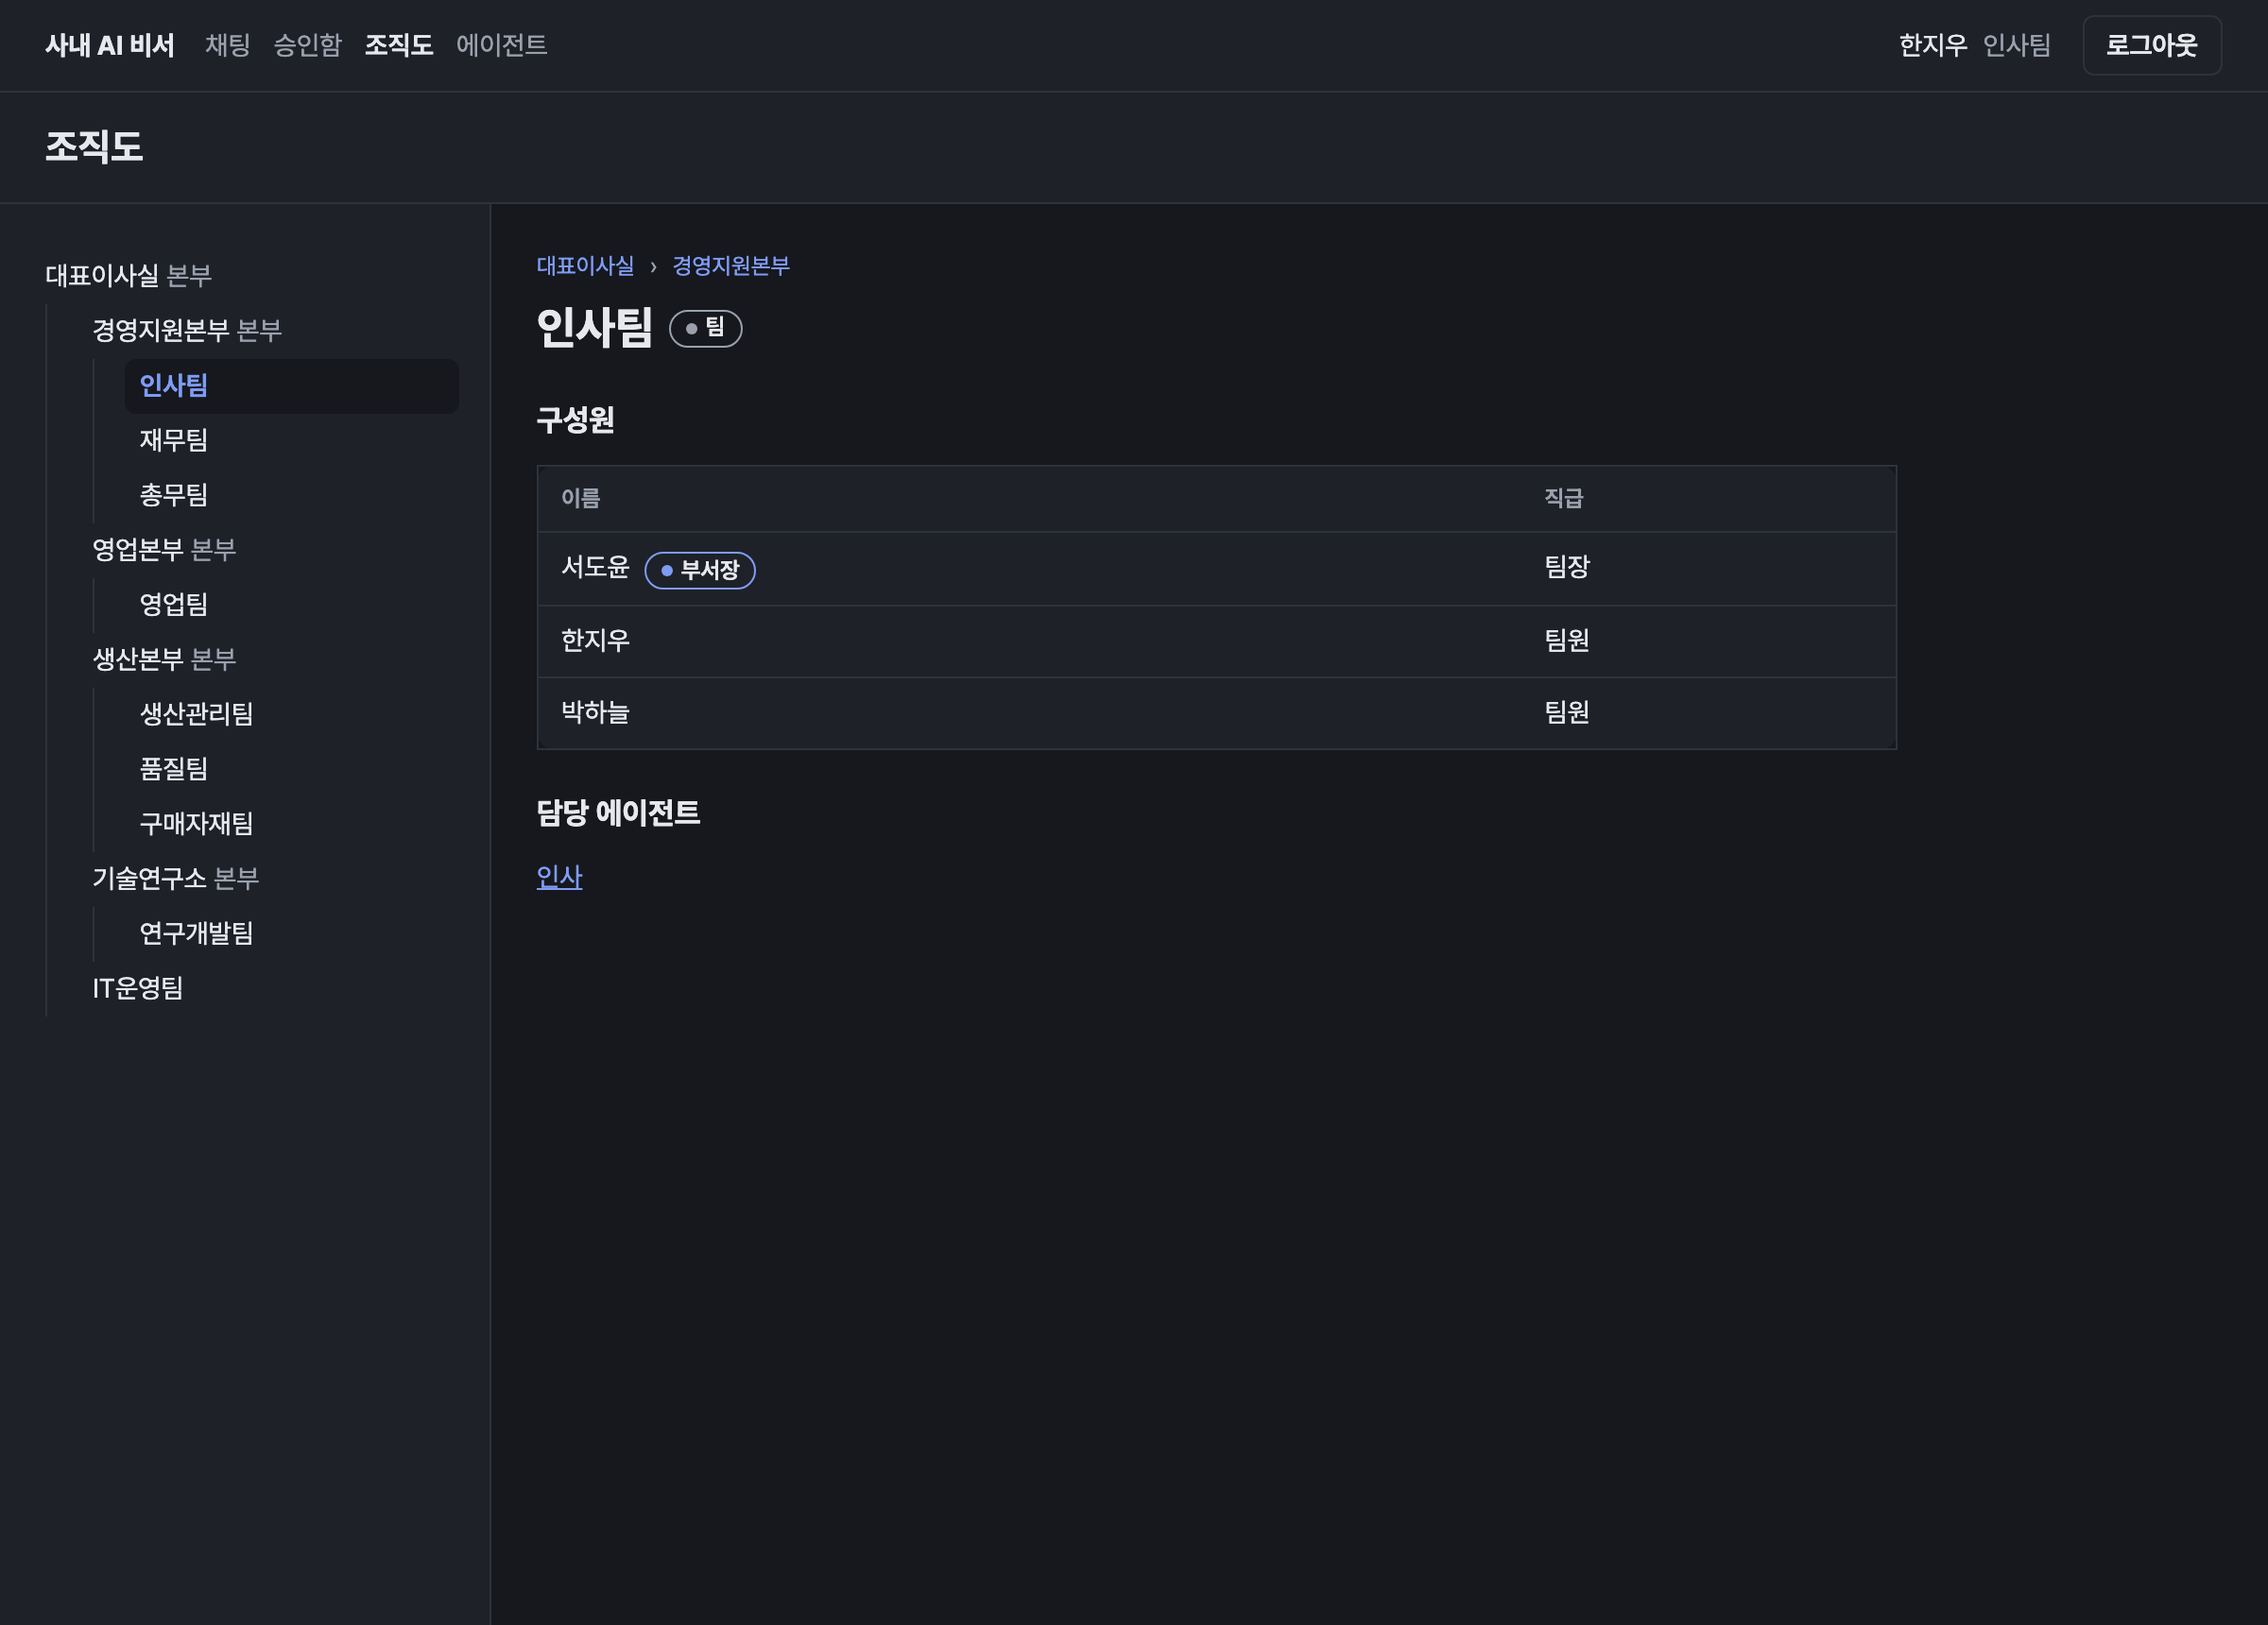 사내 AI 비서 채팅 승인함 조직도 에이전트 한지우 인사팀 로그아웃
조직도
대표이사실 본부
경영지원본부 본부
인사팀
재무팀
총무팀
영업본부 본부
영업팀
생산본부 본부
생산관리팀
품질팀
구매자재팀
기술연구소 본부
연구개발팀
IT운영팀
대표이사실 › 경영지원본부
인사팀 팀
구성원
이름 직급
서도윤 부서장 팀장
한지우 팀원
박하늘 팀원
담당 에이전트
인사